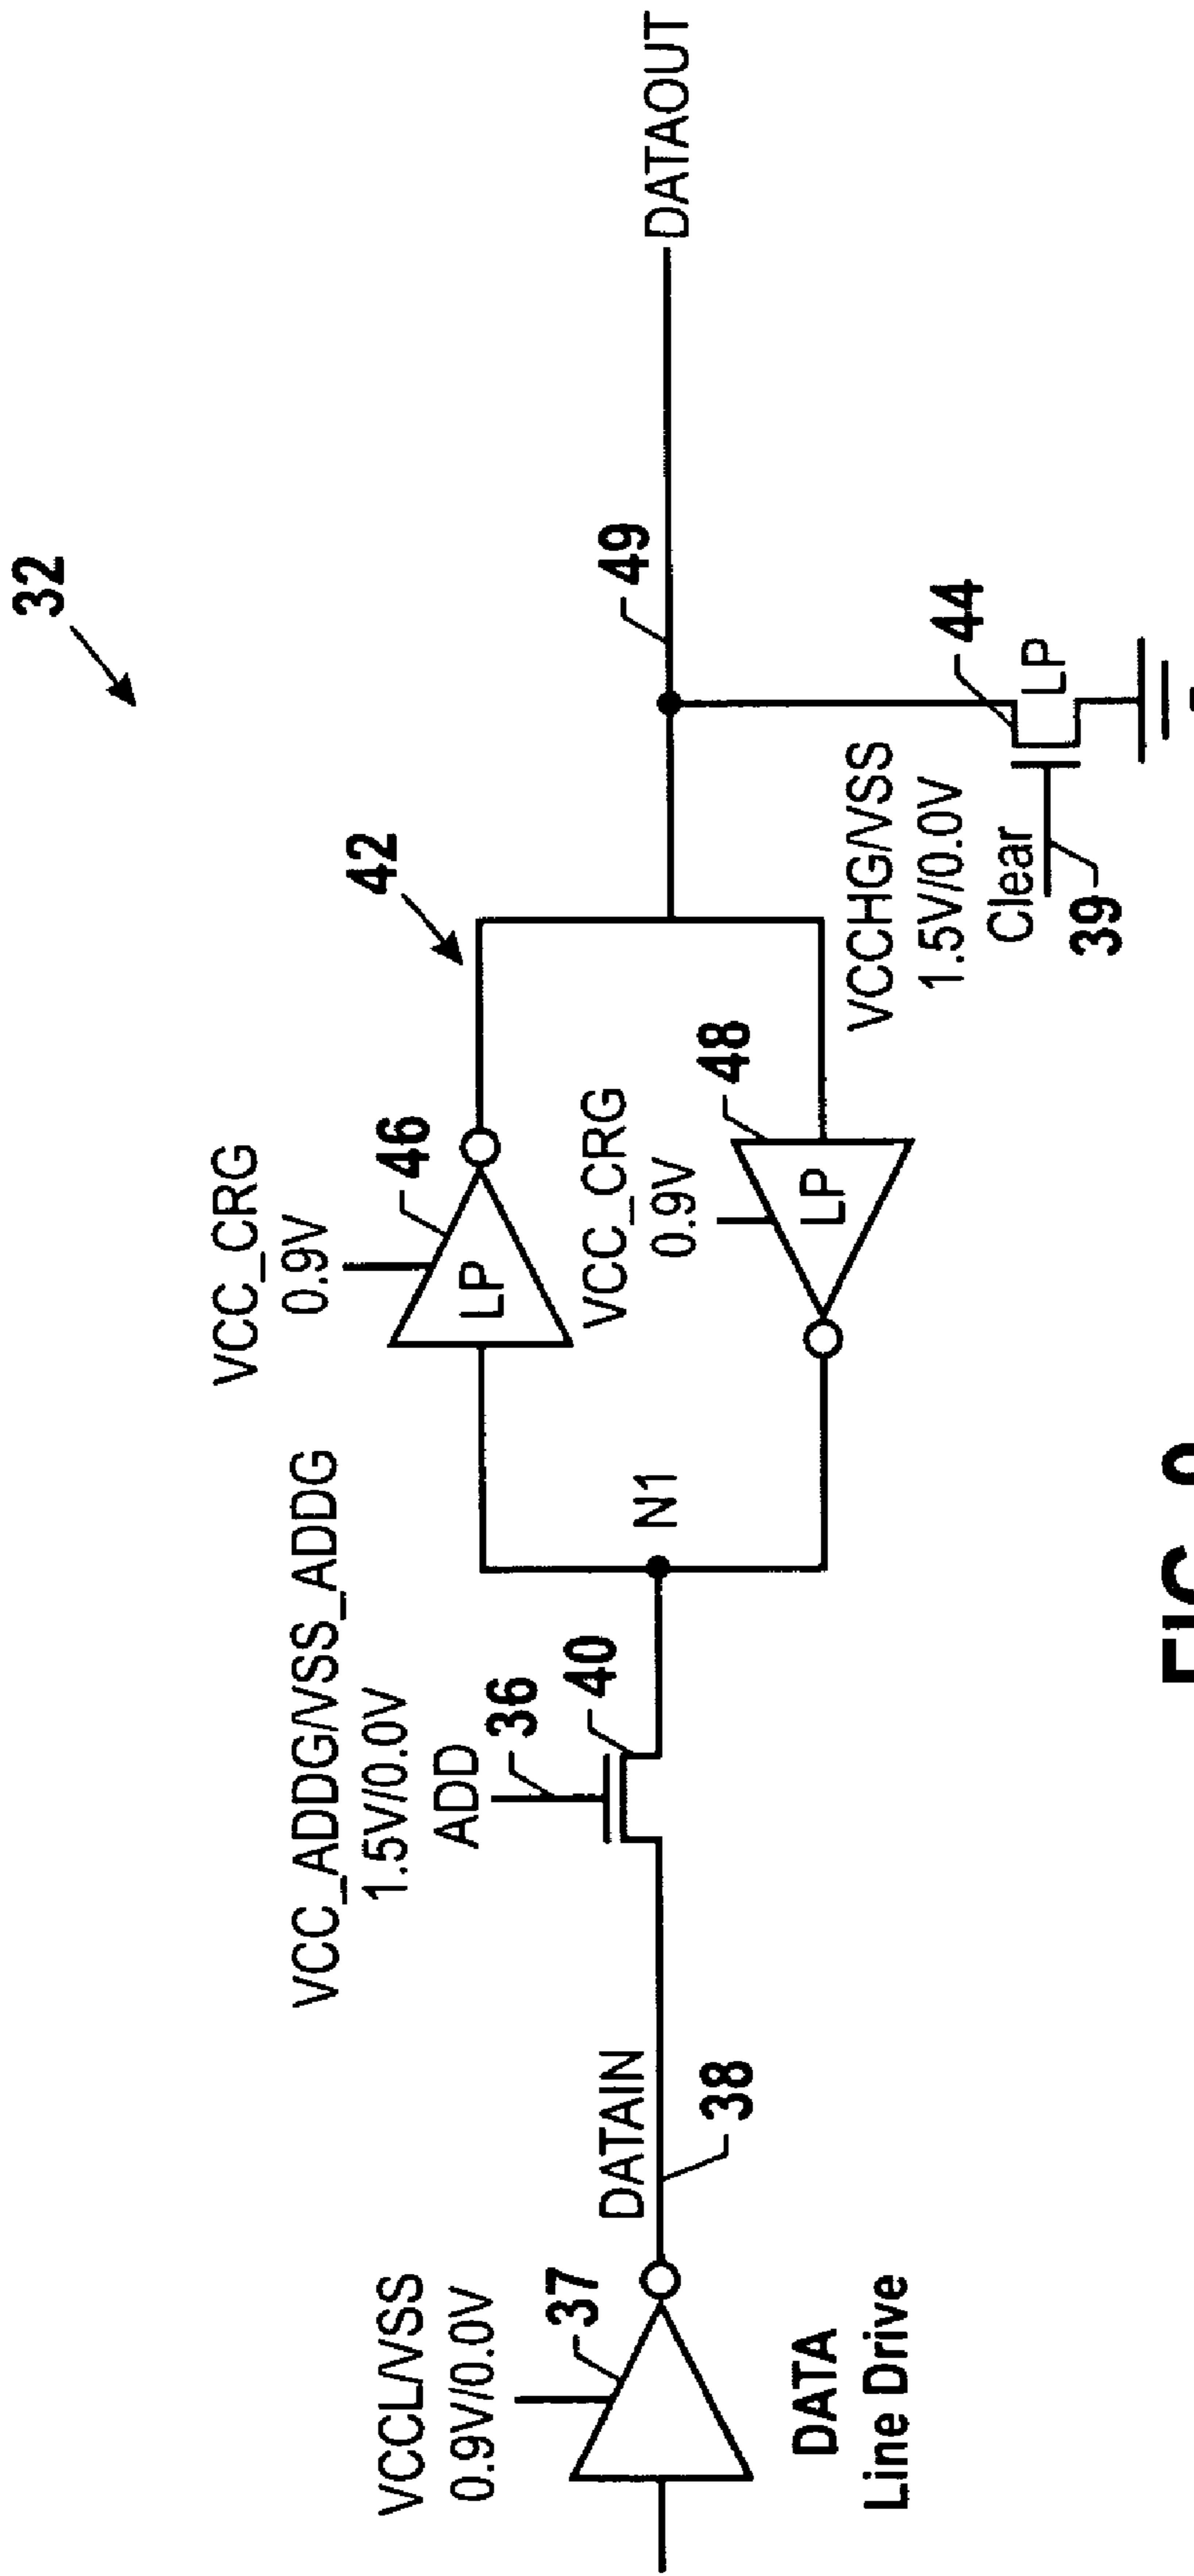 32
VCC_CRG
0.9V
46
42
VCC_ADDG/VSS_ADDG
1.5V/0.0V
ADD
36
40
LP
N1
VCC_CRG
0.9V
48
LP
49
DATAOUT
VCCL/VSS
0.9V/0.0V
37
DATAIN
38
DATA
Line Drive
VCCHG/VSS
1.5V/0.0V
Clear
39
44
LP
FIG.